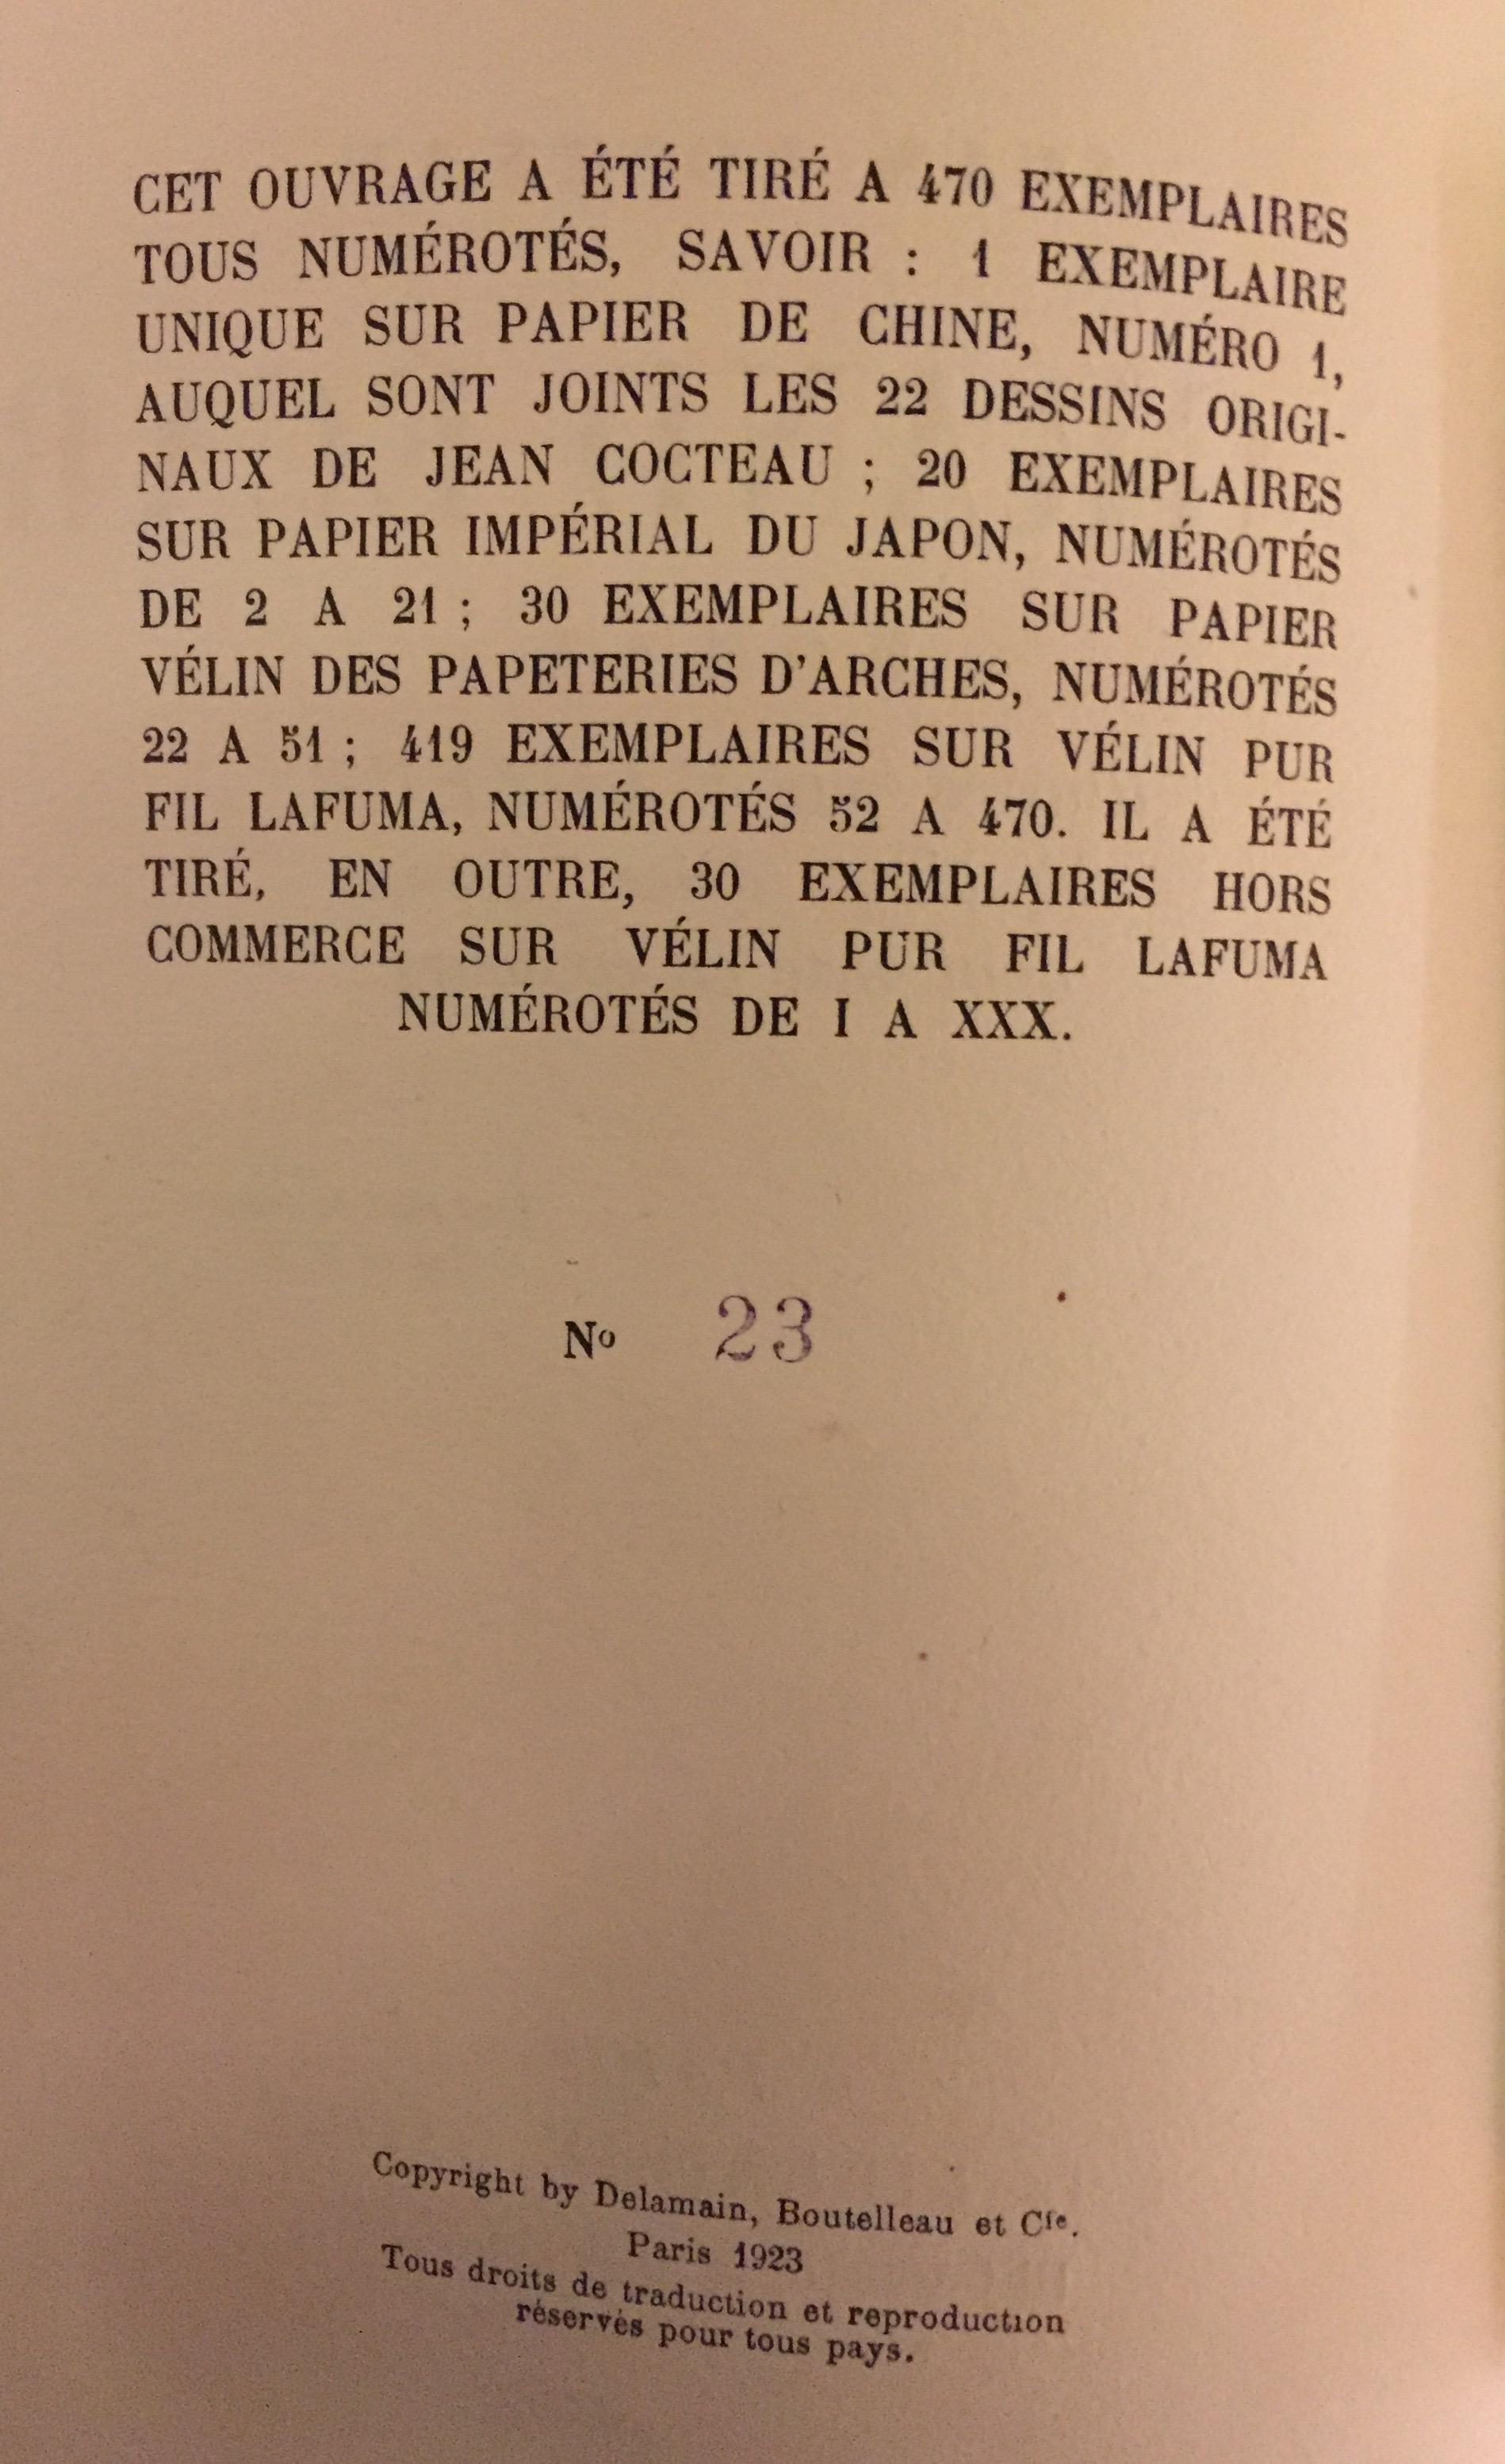 CET OUVRAGE A ÉTÉ TIRÉ A 470 EXEMPLAIRES
TOUS NUMÉROTÉS, SAVOIR : 1 EXEMPLAIRE
UNIQUE SUR PAPIER DE CHINE, NUMÉRO 1,
AUQUEL SONT JOINTS LES 22 DESSINS ORIGI-
NAUX DE JEAN COCTEAU ; 20 EXEMPLAIRES
SUR PAPIER IMPÉRIAL DU JAPON, NUMÉROTÉS
DE 2 A 21 ; 30 EXEMPLAIRES SUR PAPIER
VÉLIN DES PAPETERIES D'ARCHES, NUMÉROTÉS
22 A 51 ; 419 EXEMPLAIRES SUR VÉLIN PUR
FIL LAFUMA, NUMÉROTÉS 52 A 470. IL A ÉTÉ
TIRÉ, EN OUTRE, 30 EXEMPLAIRES HORS
COMMERCE SUR VÉLIN PUR FIL LAFUMA
NUMÉROTÉS DE I A XXX.
Nº 23
Copyright by Delamain, Boutelleau et Cie.
Paris 1923
Tous droits de traduction et reproduction
réservés pour tous pays.